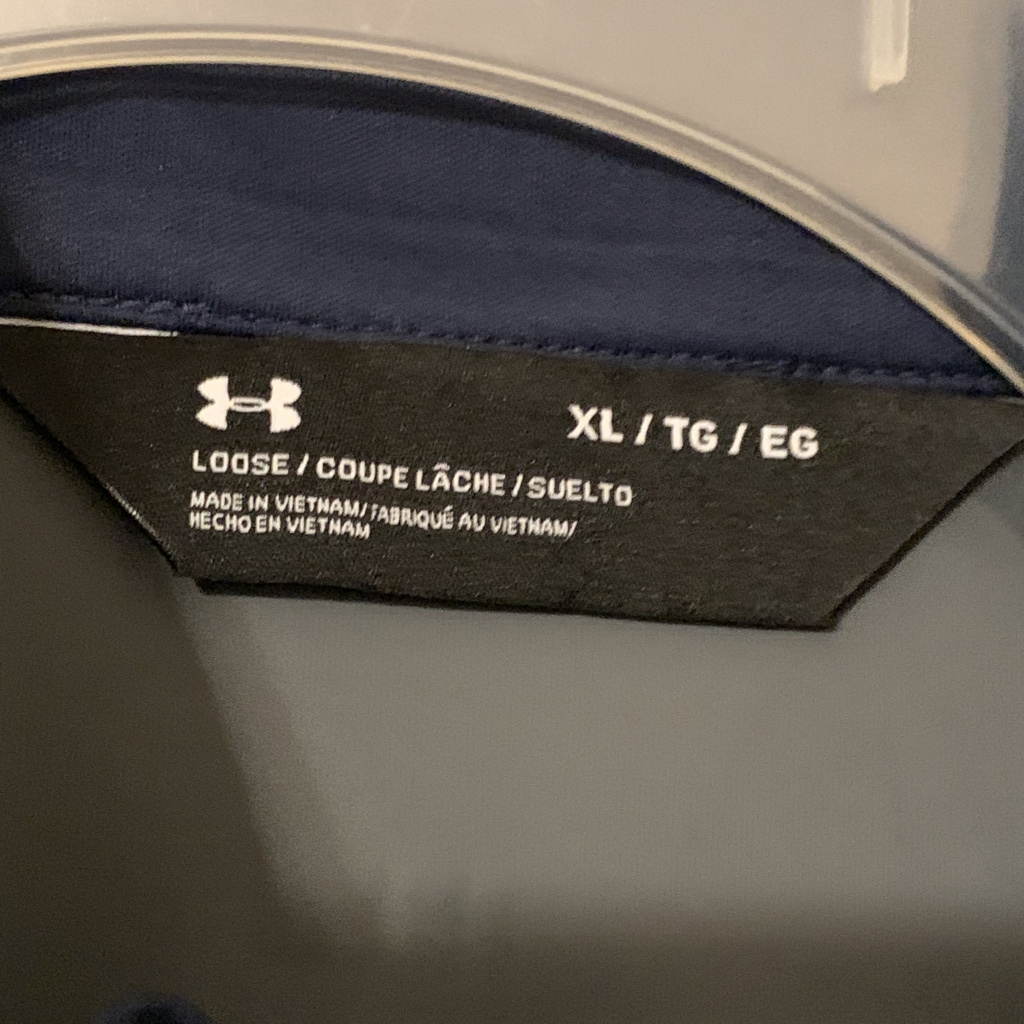 XL / TG / EG
LOOSE / COUPE LÂCHE / SUELTO
MADE IN VIETNAM/ FABRIQUÉ AU VIETNAM/
HECHO EN VIETNAM